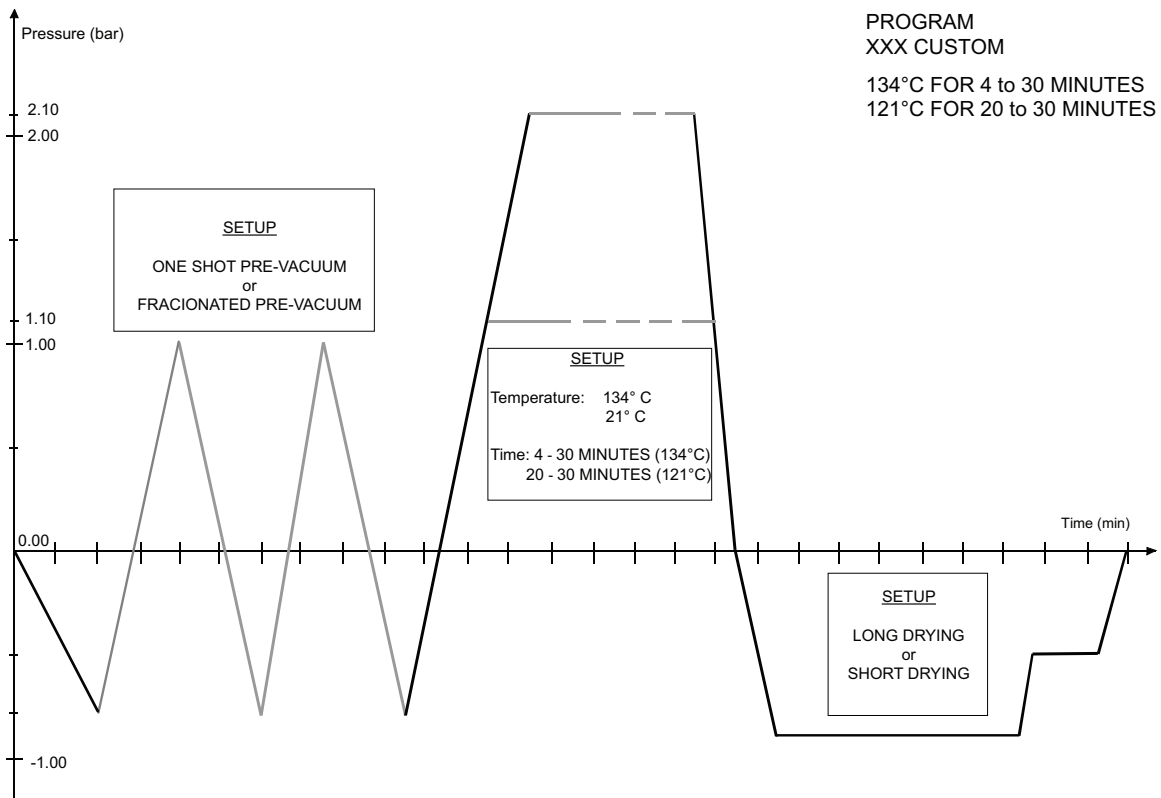 Pressure (bar)
PROGRAM
XXX CUSTOM
134°C FOR 4 to 30 MINUTES
121°C FOR 20 to 30 MINUTES
2.10
2.00
SETUP
ONE SHOT PRE-VACUUM
or
FRACIONATED PRE-VACUUM
1.10
1.00
SETUP
Temperature: 134° C
21° C
Time: 4 - 30 MINUTES (134°C)
20 - 30 MINUTES (121°C)
0.00
Time (min)
SETUP
LONG DRYING
or
SHORT DRYING
-1.00